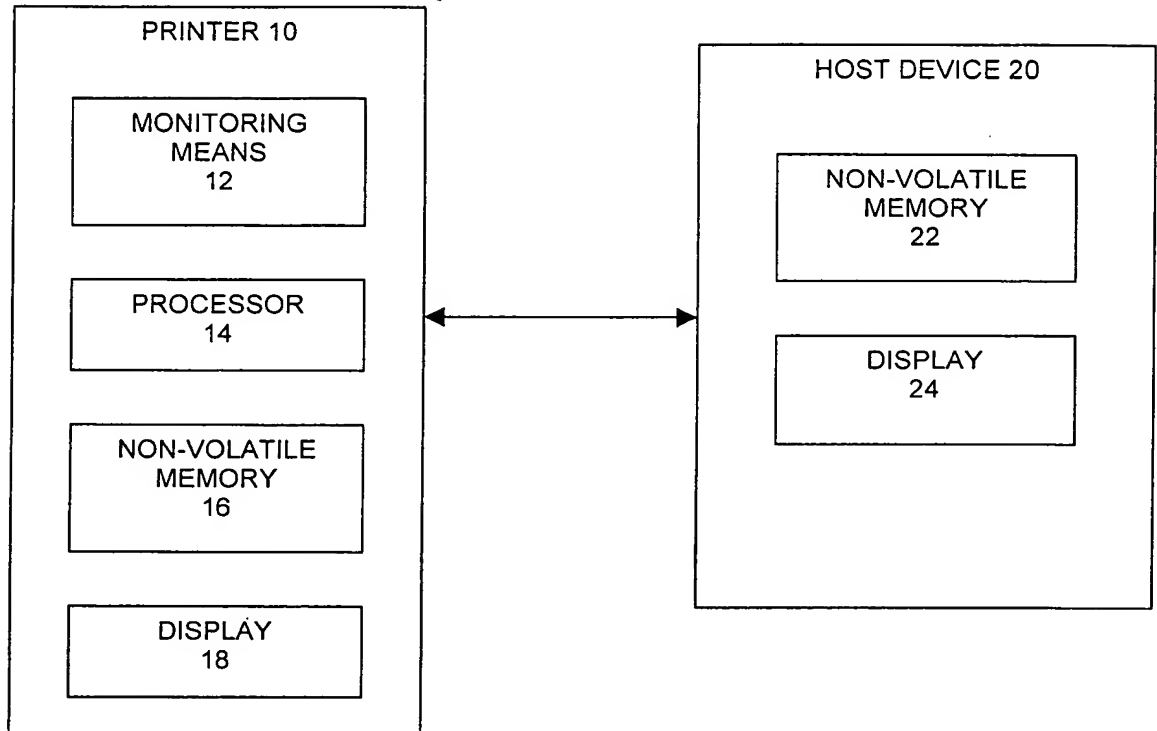 PRINTER 10
MONITORING
MEANS
12
PROCESSOR
14
NON-VOLATILE
MEMORY
16
DISPLAY
18
HOST DEVICE 20
NON-VOLATILE
MEMORY
22
DISPLAY
24